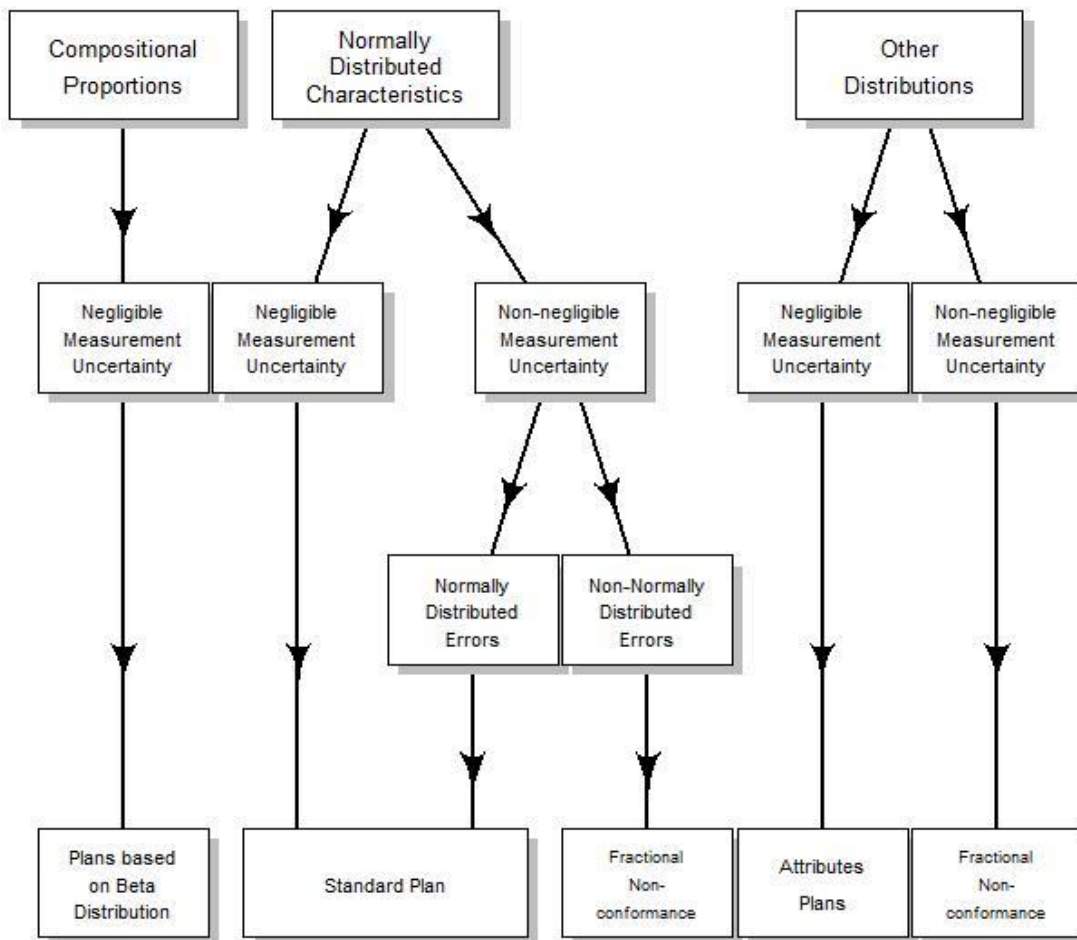 Compositional
Proportions
Normally
Distributed
Characteristics
Other
Distributions
Negligible
Measurement
Uncertainty
Negligible
Measurement
Uncertainty
Non-negligible
Measurement
Uncertainty
Negligible
Measurement
Uncertainty
Non-negligible
Measurement
Uncertainty
Normally
Distributed
Errors
Non-Normally
Distributed
Errors
Plans based
on Beta
Distribution
Standard Plan
Fractional
Non-
conformance
Attributes
Plans
Fractional
Non-
conformance